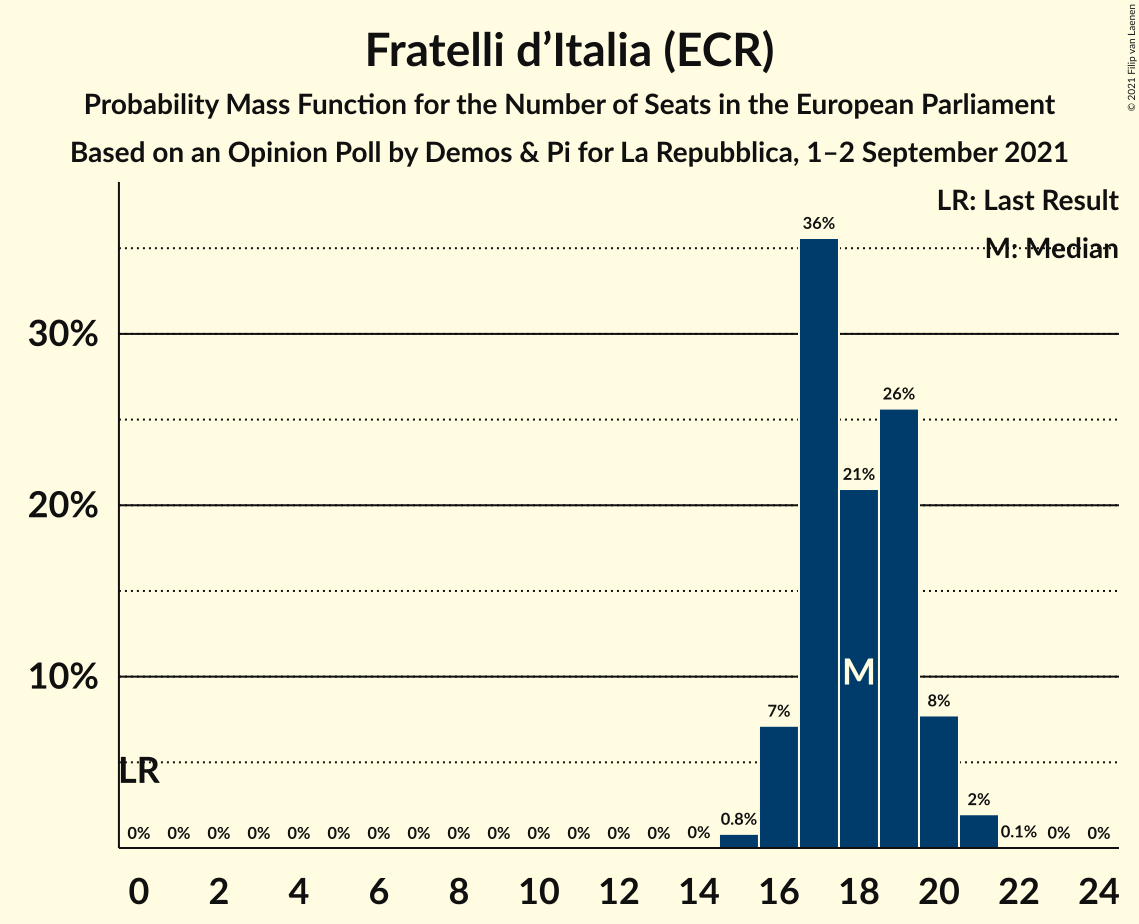 Fratelli d’Italia (ECR)
Probability Mass Function for the Number of Seats in the European Parliament
Based on an Opinion Poll by Demos & Pi for La Repubblica, 1–2 September 2021
© 2021 Filip van Laenen
LR: Last Result
M: Median
36%
30%
26%
21%
20%
10%
M
8%
7%
LR
2%
0% 0% 0% 0% 0% 0% 0% 0% 0% 0% 0% 0% 0% 0% 0% 0.8% 0.1% 0% 0%
0 2 4 6 8 10 12 14 16 18 20 22 24